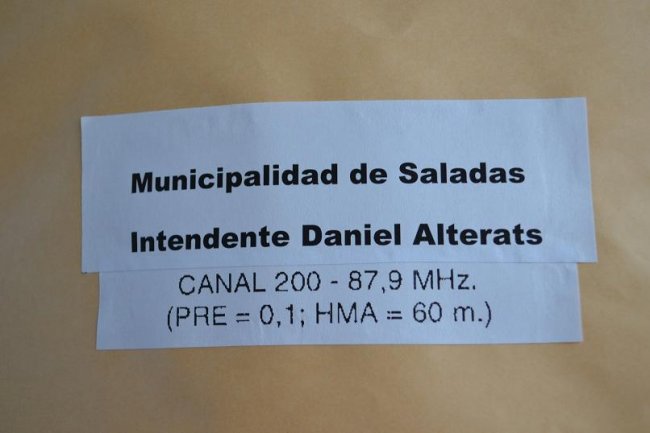 Municipalidad de Saladas
Intendente Daniel Alterats
CANAL 200 - 87,9 MHz.
(PRE = 0,1; HMA = 60 m.)